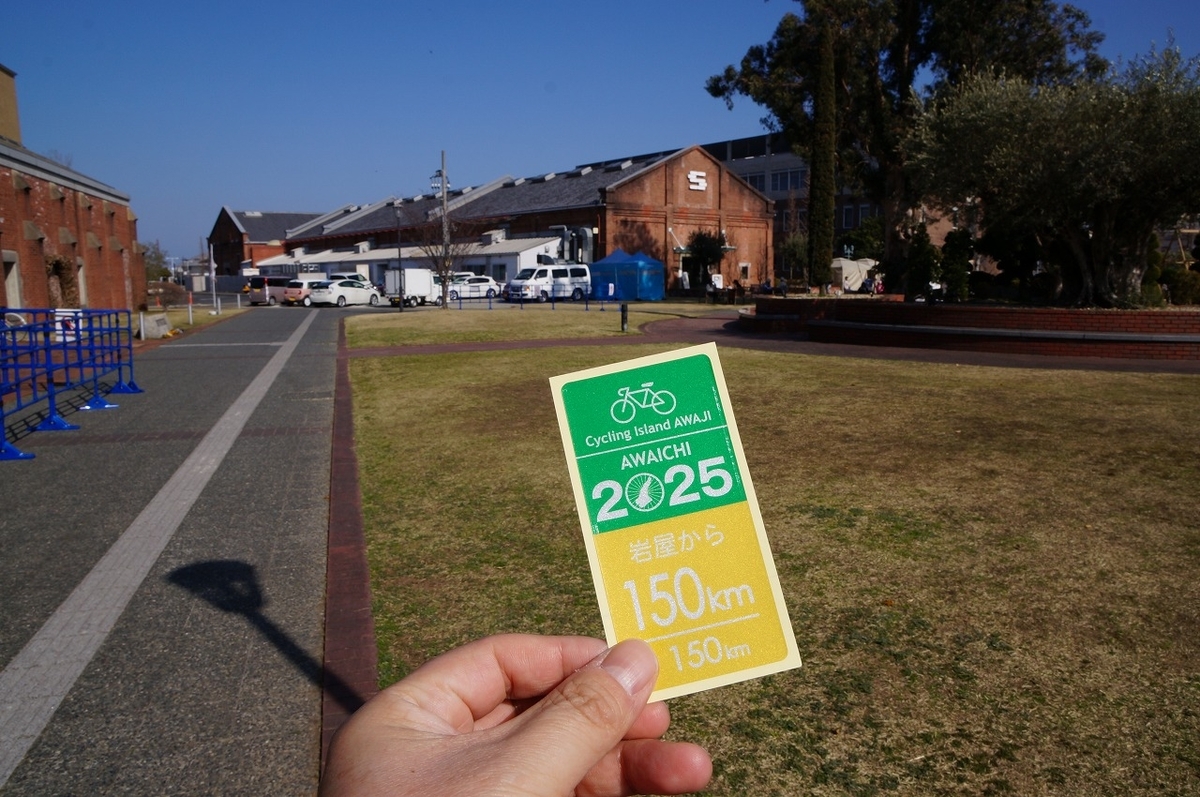 Cycling Island AWAJI
AWAICHI
2025
岩屋から
150km
150km